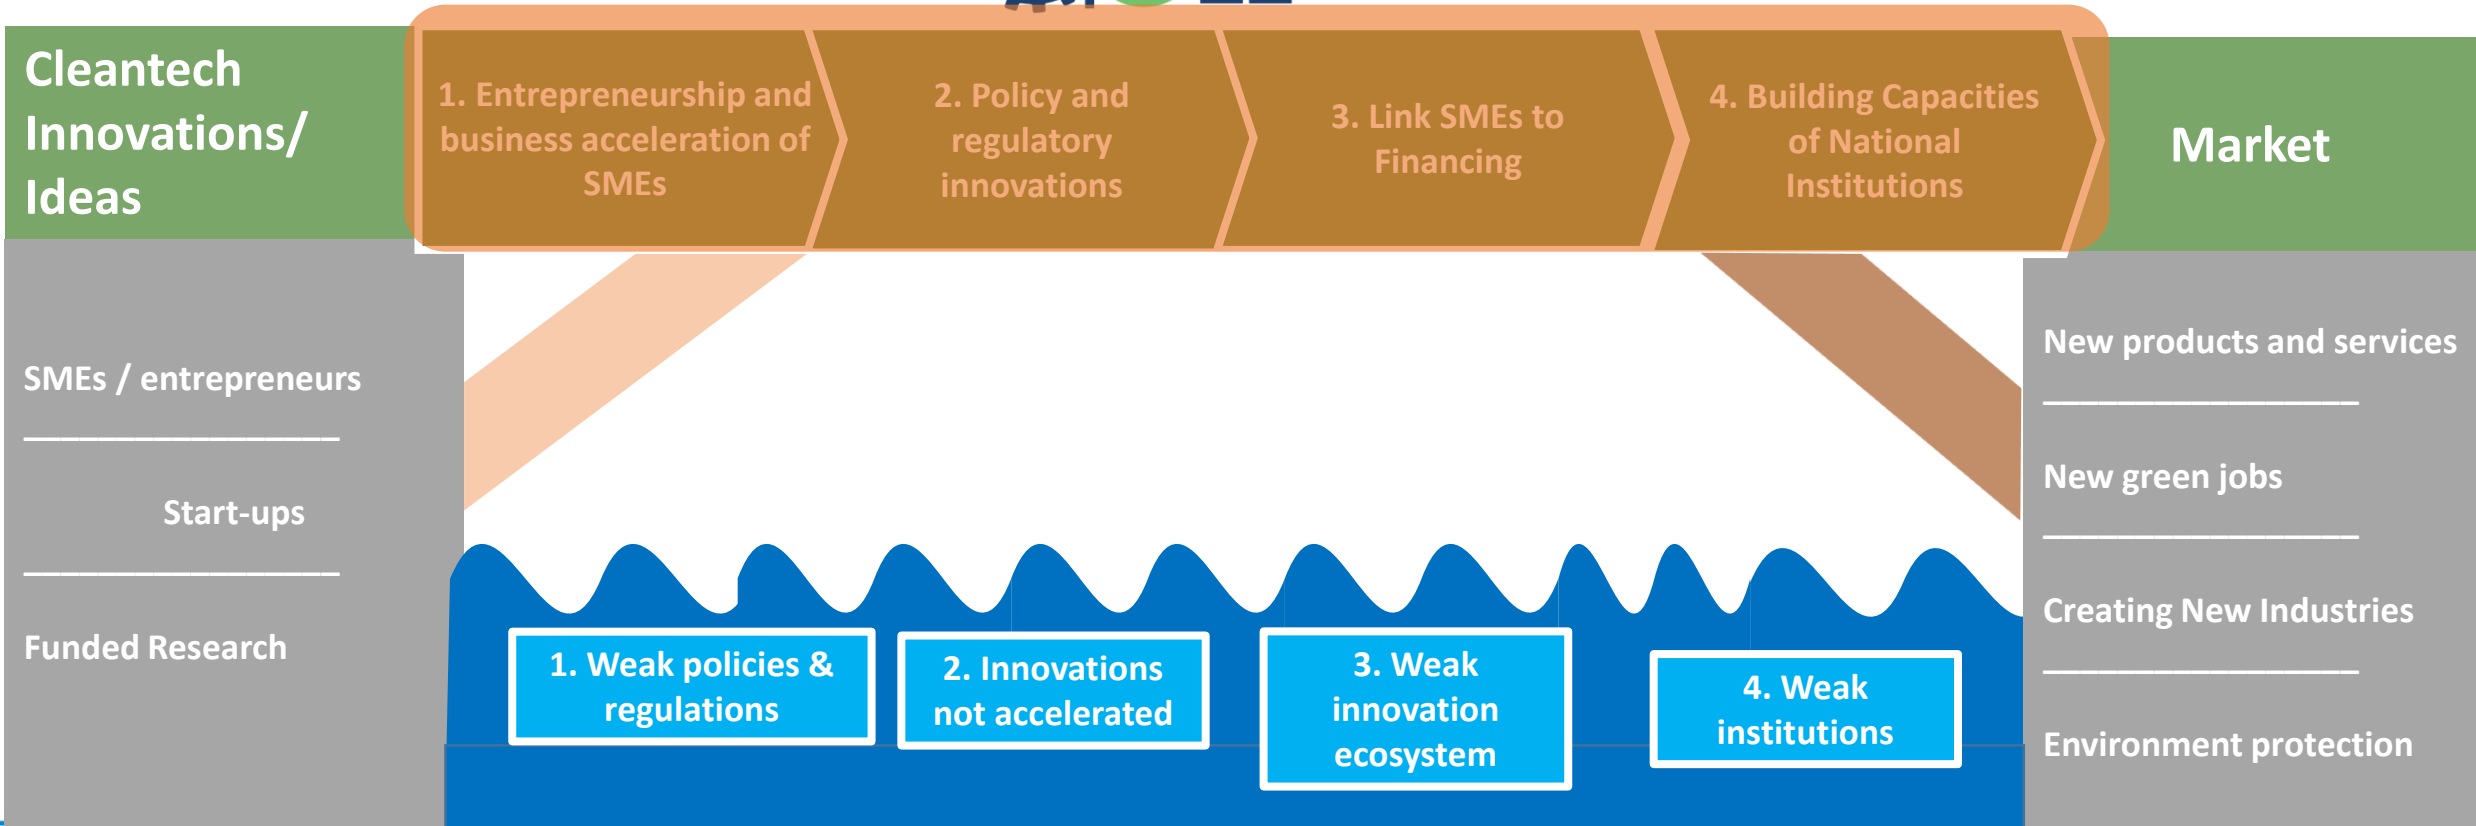 Cleantech
Innovations/
Ideas
1. Entrepreneurship and
business acceleration of
SMEs
2. Policy and
regulatory
innovations
3. Link SMEs to
Financing
4. Building Capacities
of National
Institutions
Market
SMEs / entrepreneurs
Start-ups
Funded Research
1. Weak policies &
regulations
2. Innovations
not accelerated
3. Weak
innovation
ecosystem
4. Weak
institutions
New products and services
New green jobs
Creating New Industries
Environment protection